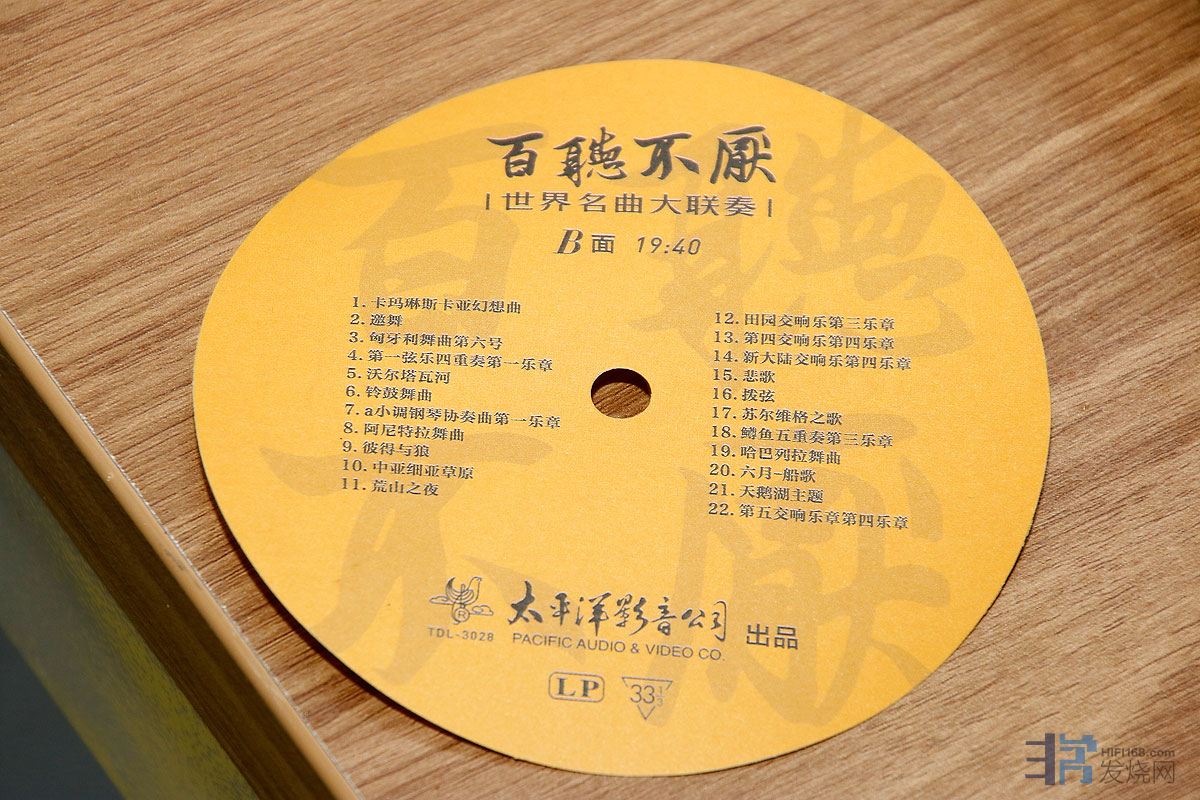 百聽不厭
世界名曲大联奏
B面 19:40
1. 卡玛琳斯卡亚幻想曲
2. 邀舞
3. 匈牙利舞曲第六号
4. 第一弦乐四重奏第一乐章
5. 沃尔塔瓦河
6. 铃鼓舞曲
7. a小调钢琴协奏曲第一乐章
8. 阿尼特拉舞曲
9. 彼得与狼
10. 中亚细亚草原
11. 荒山之夜
12. 田园交响乐第三乐章
13. 第四交响乐第四乐章
14. 新大陆交响乐第四乐章
15. 悲歌
16. 拨弦
17. 苏尔维格之歌
18. 鳟鱼五重奏第三乐章
19. 哈巴列拉舞曲
20. 六月-船歌
21. 天鹅湖主题
22. 第五交响乐章第四乐章
太平洋影音公司 出品
TDL-3028 PACIFIC AUDIO & VIDEO CO.
LP 33 1/3
HIFI168.com
发烧网